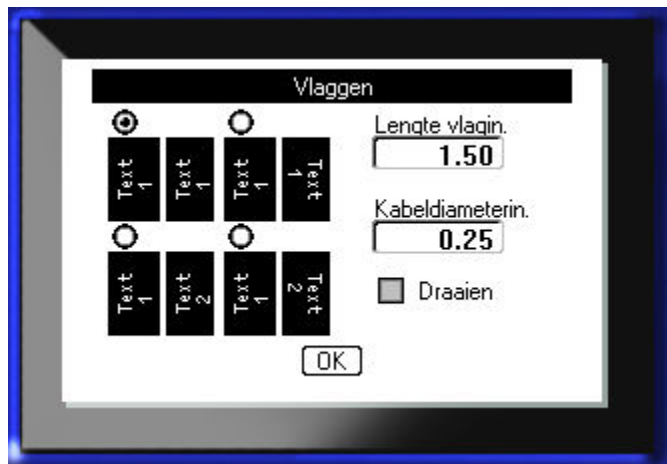 Vlaggen
Text 1 Text 1 Text 1 Text 1
Lengte vlagin.
1.50
Kabeldiameterin.
0.25
Text 1 Text 2 Text 1 Text 2
Draaien
OK